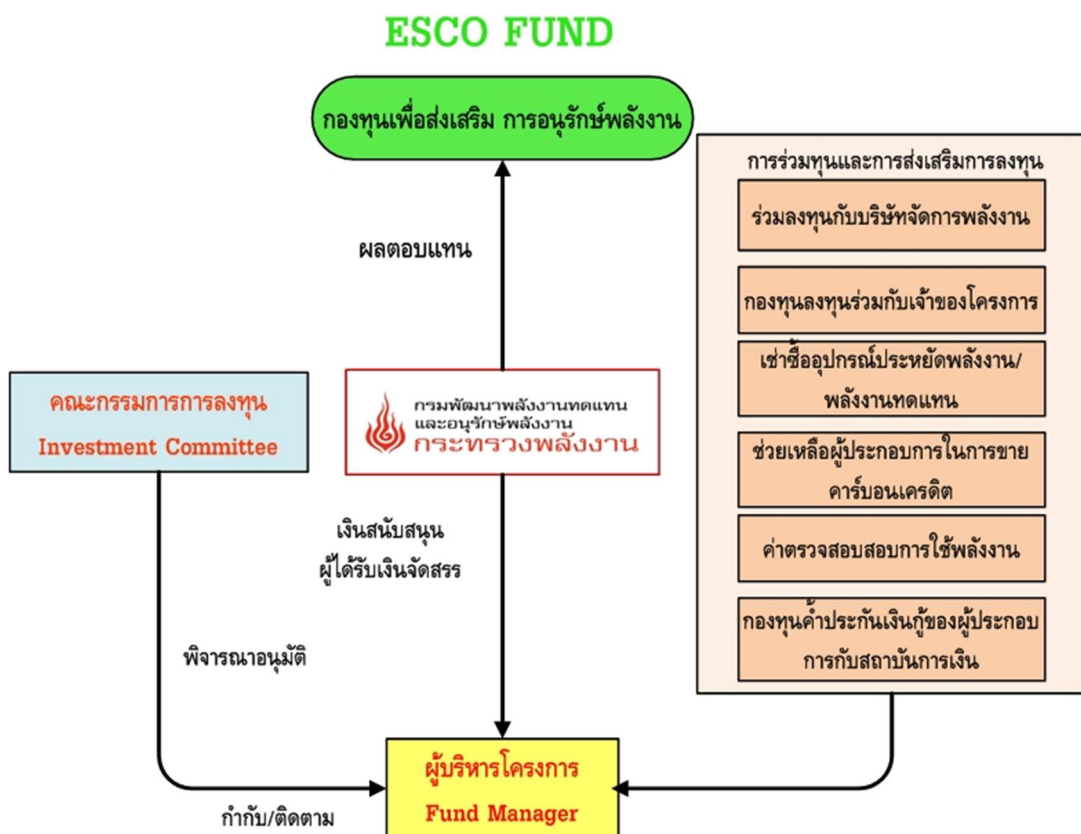 ESCO FUND
กองทุนเพื่อส่งเสริม การอนุรักษ์พลังงาน
การร่วมทุนและการส่งเสริมการลงทุน
ร่วมลงทุนกับบริษัทจัดการพลังงาน
ผลตอบแทน
กองทุนลงทุนร่วมกับเจ้าของโครงการ
เช่าซื้ออุปกรณ์ประหยัดพลังงาน/
พลังงานทดแทน
คณะกรรมการการลงทุน
Investment Committee
กรมพัฒนาพลังงานทดแทน
และอนุรักษ์พลังงาน
กระทรวงพลังงาน
ช่วยเหลือผู้ประกอบการในการขาย
คาร์บอนเครดิต
เงินสนับสนุน
ผู้ได้รับเงินจัดสรร
ค่าตรวจสอบสอบการใช้พลังงาน
กองทุนค้ำประกันเงินกู้ของผู้ประกอบ
การกับสถาบันการเงิน
พิจารณาอนุมัติ
ผู้บริหารโครงการ
Fund Manager
กำกับ/ติดตาม